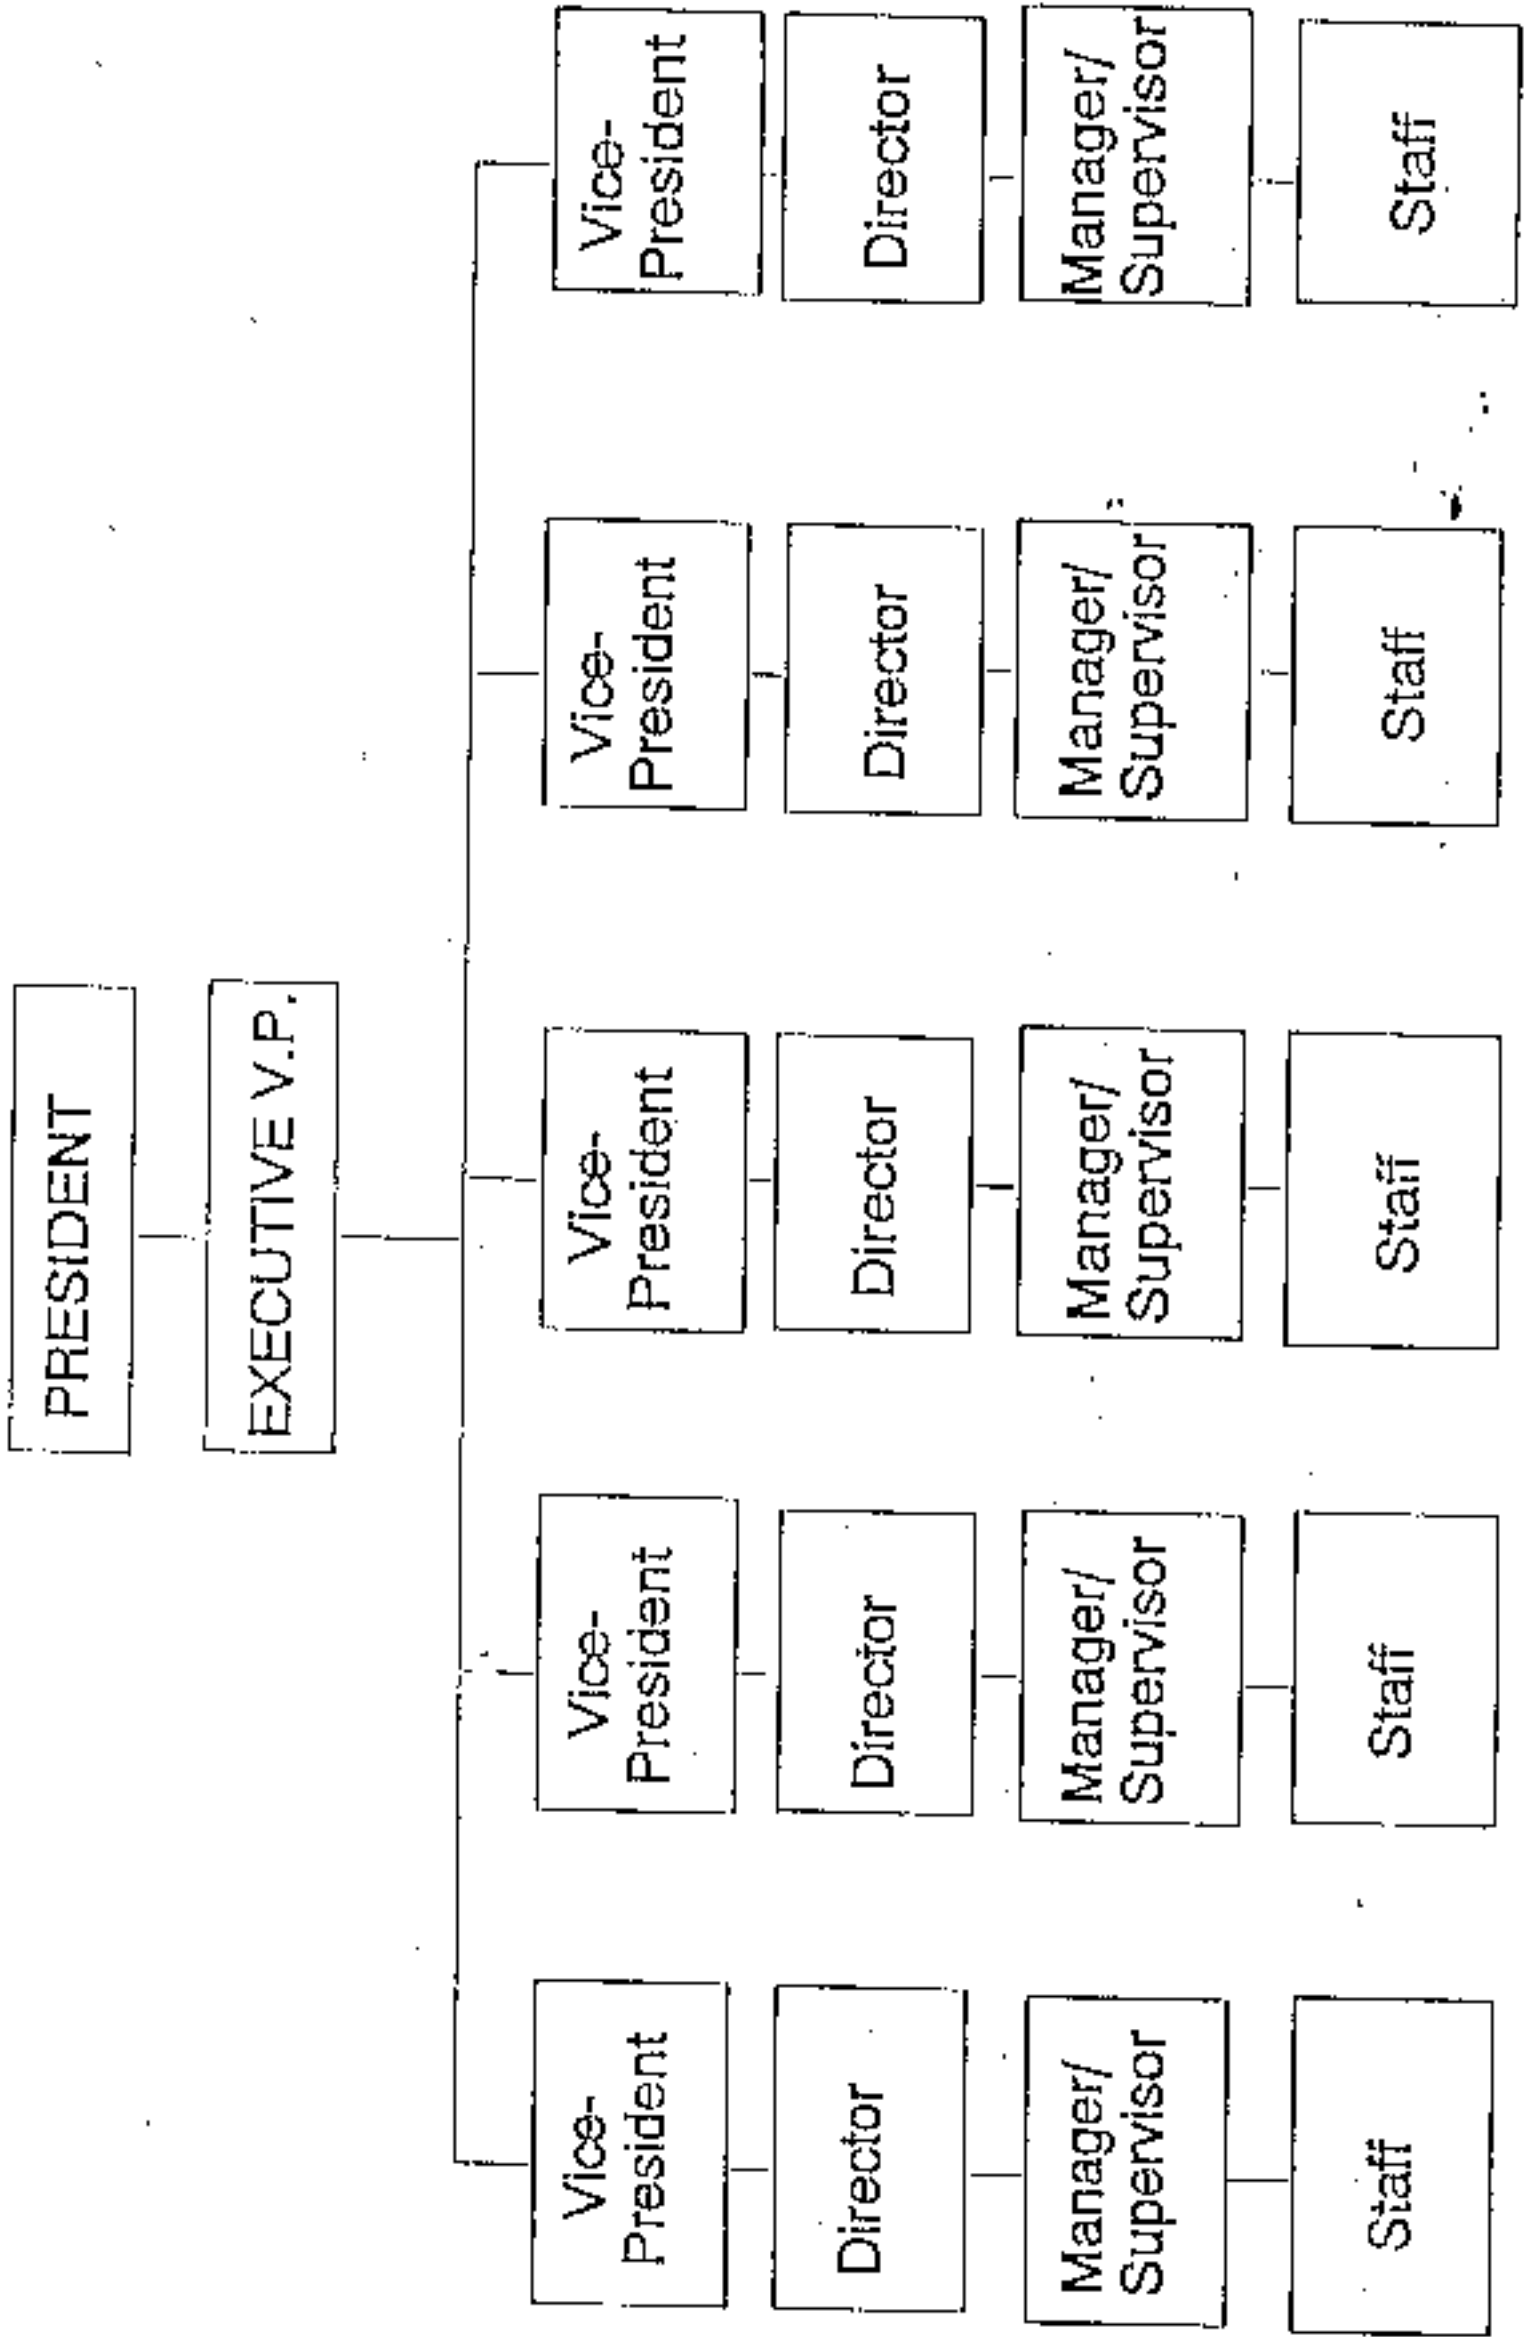 PRESIDENT
EXECUTIVE V.P.
Vice-
President
Vice-
President
Vice-
President
Vice-
President
Vice-
President
Director
Director
Director
Director
Director
Manager/
Supervisor
Manager/
Supervisor
Manager/
Supervisor
Manager/
Supervisor
Manager/
Supervisor
Staff
Staff
Staff
Staff
Staff